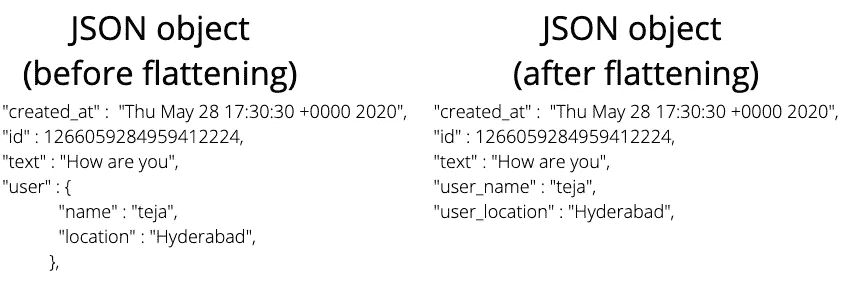 JSON object
(before flattening)
"created_at" :  "Thu May 28 17:30:30 +0000 2020",
"id" : 1266059284959412224,
"text" : "How are you",
"user" : {
"name" : "teja",
"location" : "Hyderabad",
},
JSON object
(after flattening)
"created_at" :  "Thu May 28 17:30:30 +0000 2020",
"id" : 1266059284959412224,
"text" : "How are you",
"user_name" : "teja",
"user_location" : "Hyderabad",